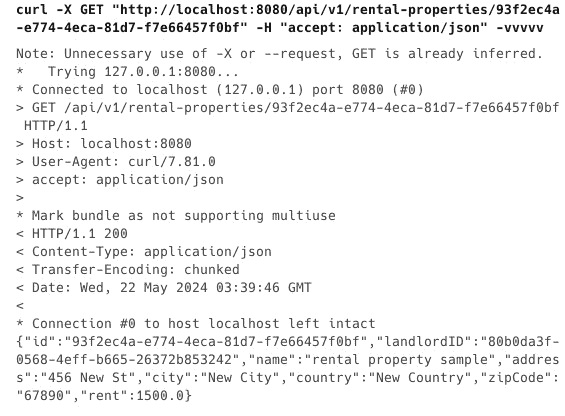 curl -X GET "http://localhost:8080/api/v1/rental-properties/93f2ec4a
-e774-4eca-81d7-f7e66457f0bf" -H "accept: application/json" -vvvvv
Note: Unnecessary use of -X or --request, GET is already inferred.
*   Trying 127.0.0.1:8080...
* Connected to localhost (127.0.0.1) port 8080 (#0)
> GET /api/v1/rental-properties/93f2ec4a-e774-4eca-81d7-f7e66457f0bf
 HTTP/1.1
> Host: localhost:8080
> User-Agent: curl/7.81.0
> accept: application/json
>
* Mark bundle as not supporting multiuse
< HTTP/1.1 200
< Content-Type: application/json
< Transfer-Encoding: chunked
< Date: Wed, 22 May 2024 03:39:46 GMT
<
* Connection #0 to host localhost left intact
{"id":"93f2ec4a-e774-4eca-81d7-f7e66457f0bf","landlordID":"80b0da3f-
0568-4eff-b665-26372b853242","name":"rental property sample","addres
s":"456 New St","city":"New City","country":"New Country","zipCode":
"67890","rent":1500.0}